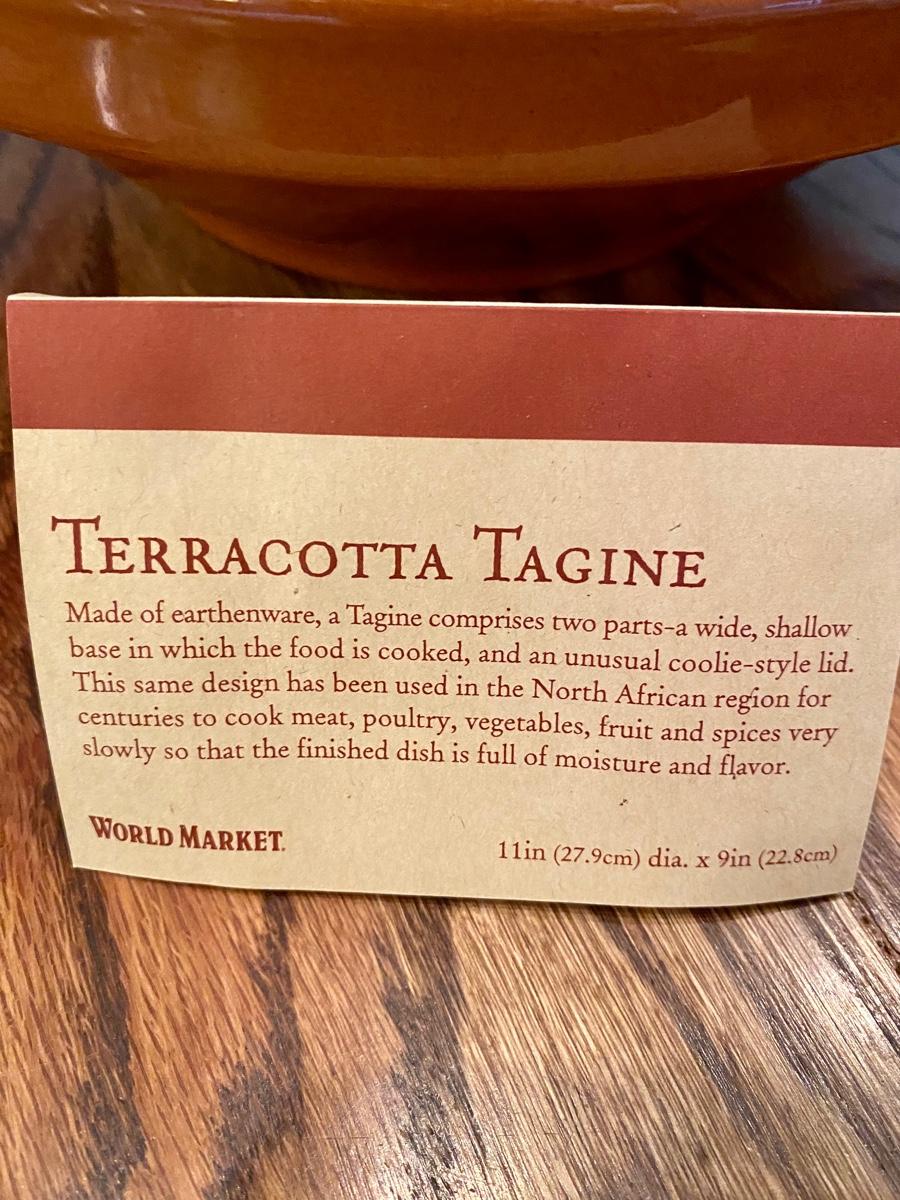 TERRACOTTA TAGINE
Made of earthenware, a Tagine comprises two parts-a wide, shallow
base in which the food is cooked, and an unusual coolie-style lid.
This same design has been used in the North African region for
centuries to cook meat, poultry, vegetables, fruit and spices very
slowly so that the finished dish is full of moisture and flavor.
WORLD MARKET.
11in (27.9cm) dia. x 9in (22.8cm)